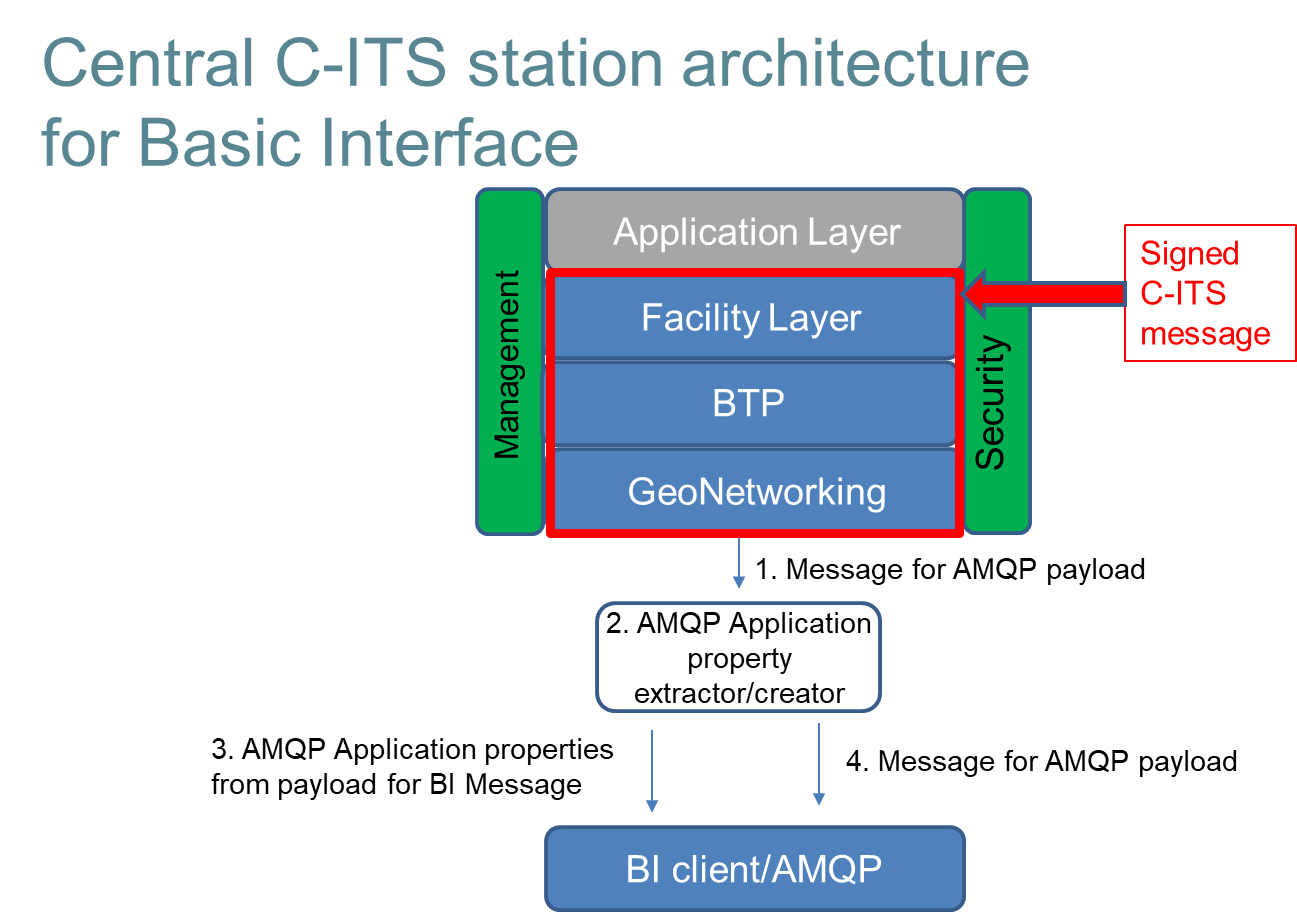 Central C-ITS station architecture
for Basic Interface
Application Layer
Signed
C-ITS
message
Management
Facility Layer
Security
BTP
GeoNetworking
1. Message for AMQP payload
2. AMQP Application
property
extractor/creator
3. AMQP Application properties
from payload for BI Message
4. Message for AMQP payload
BI client/AMQP